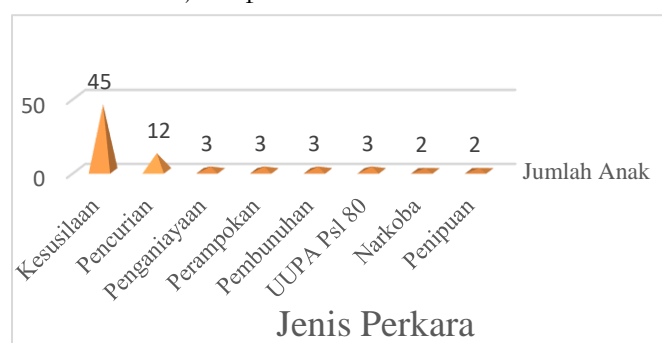 45
50
12
3
3
3
3
2
2
0
Jumlah Anak
Kesusilaan
Pencurian
Penganiayaan
Perampokan
Pembunuhan
UUPA Psl 80
Narkoba
Penipuan
Jenis Perkara